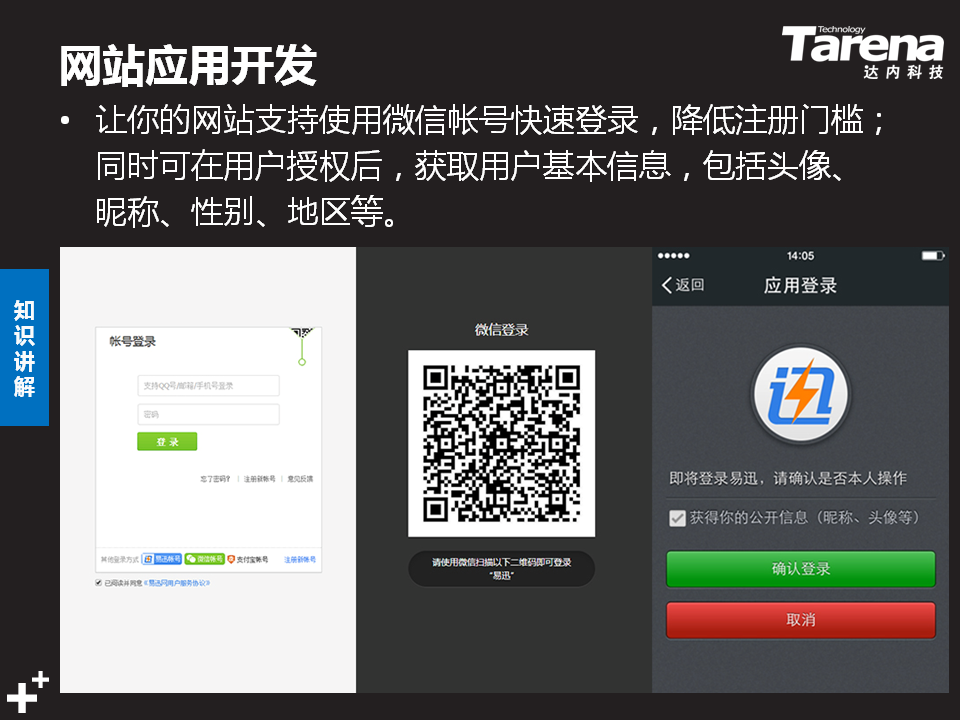 Technology
Tarena
达内科技
网站应用开发
• 让你的网站支持使用微信帐号快速登录，降低注册门槛；
同时可在用户授权后，获取用户基本信息，包括头像、
昵称、性别、地区等。
知识讲解
帐号登录
支持QQ号/邮箱/手机号登录
密码
登 录
忘了密码？ | 注册新帐号 | 意见反馈
其他登录方式 易迅帐号 微信帐号 支付宝帐号 注册新帐号
已阅读并同意《易迅网用户服务协议》
微信登录
请使用微信扫描以下二维码即可登录
“易迅”
14:05
返回
应用登录
迅
即将登录易迅，请确认是否本人操作
获得你的公开信息（昵称、头像等）
确认登录
取消